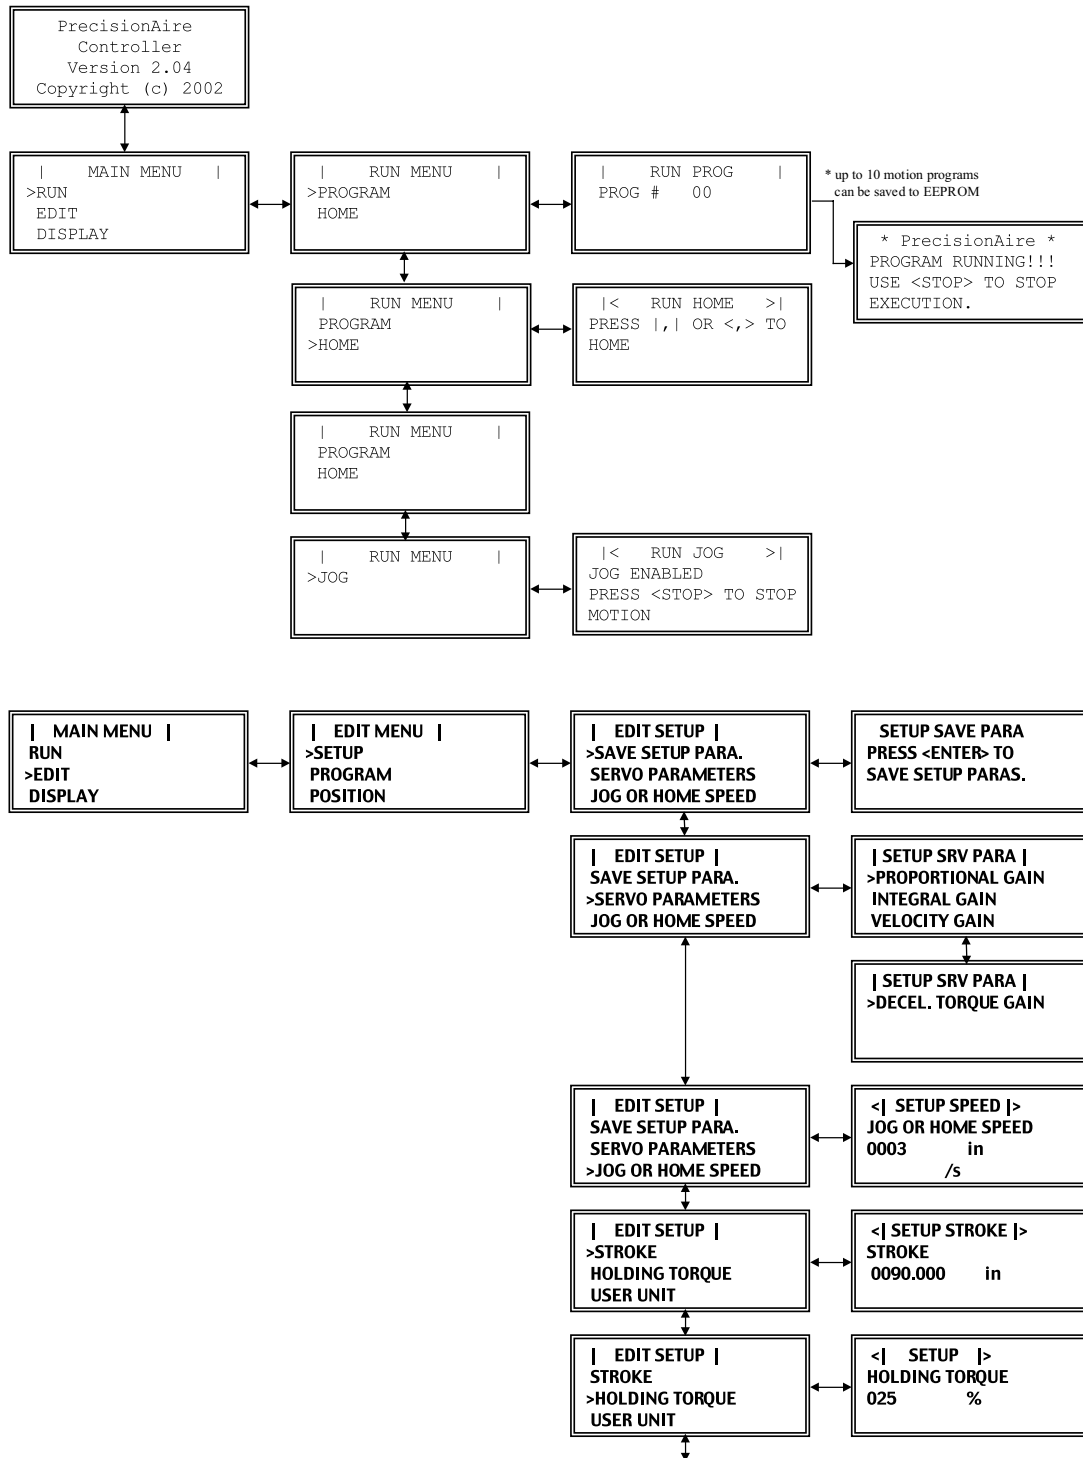 PrecisionAire
Controller
Version 2.04
Copyright (c) 2002
| MAIN MENU |
>RUN
EDIT
DISPLAY
| RUN MENU |
>PROGRAM
HOME
| RUN PROG |
PROG # 00
* up to 10 motion programs
can be saved to EEPROM
* PrecisionAire *
PROGRAM RUNNING!!!
USE <STOP> TO STOP
EXECUTION.
| RUN MENU |
PROGRAM
>HOME
|< RUN HOME >|
PRESS |,| OR <,> TO
HOME
| RUN MENU |
PROGRAM
HOME
| RUN MENU |
>JOG
|< RUN JOG >|
JOG ENABLED
PRESS <STOP> TO STOP
MOTION
| MAIN MENU |
RUN
>EDIT
DISPLAY
| EDIT MENU |
>SETUP
PROGRAM
POSITION
| EDIT SETUP |
>SAVE SETUP PARA.
SERVO PARAMETERS
JOG OR HOME SPEED
SETUP SAVE PARA
PRESS <ENTER> TO
SAVE SETUP PARAS.
| EDIT SETUP |
SAVE SETUP PARA.
>SERVO PARAMETERS
JOG OR HOME SPEED
| SETUP SRV PARA |
>PROPORTIONAL GAIN
INTEGRAL GAIN
VELOCITY GAIN
| SETUP SRV PARA |
>DECEL. TORQUE GAIN
| EDIT SETUP |
SAVE SETUP PARA.
SERVO PARAMETERS
>JOG OR HOME SPEED
<| SETUP SPEED |>
JOG OR HOME SPEED
0003 in
/s
| EDIT SETUP |
>STROKE
HOLDING TORQUE
USER UNIT
<| SETUP STROKE |>
STROKE
0090.000 in
| EDIT SETUP |
STROKE
>HOLDING TORQUE
USER UNIT
<| SETUP |>
HOLDING TORQUE
025 %